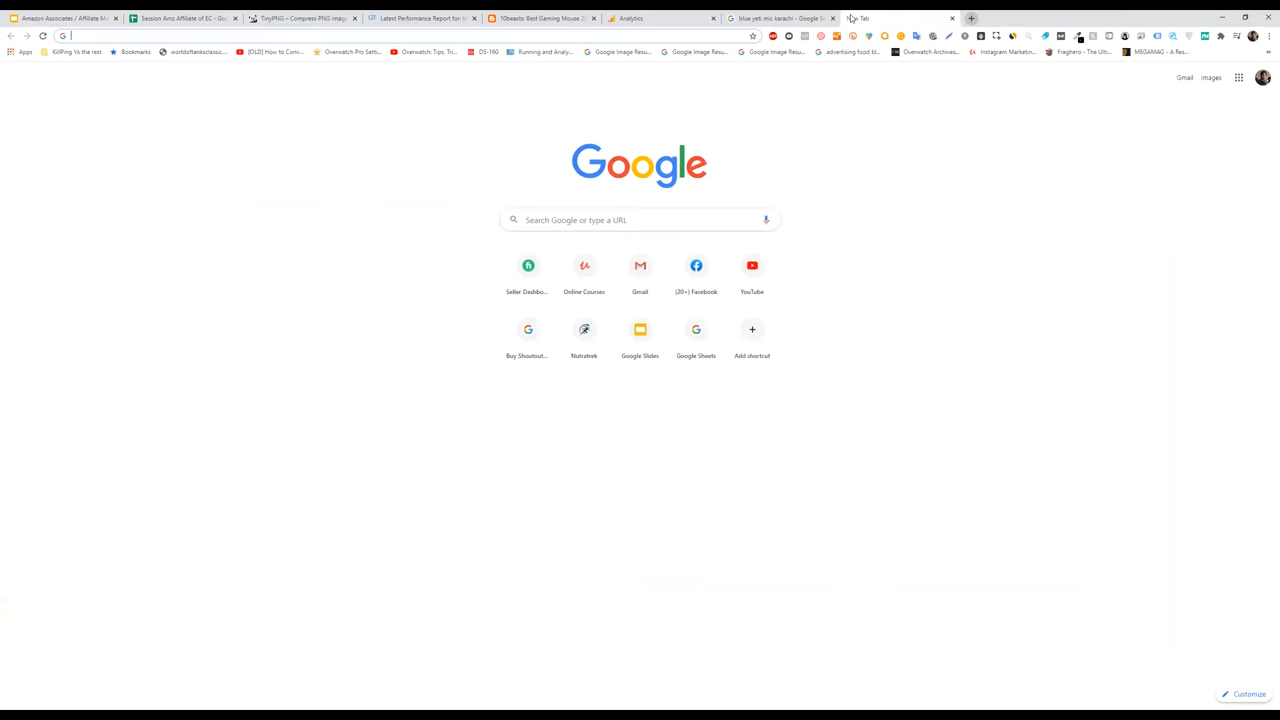 Amazon Associates / Affiliate M
Session Amz Affiliate of EC - Go
TinyPNG – Compress PNG image
Latest Performance Report for: h
10beasts: Best Gaming Mouse 2
Analytics
blue yeti mic karachi - Google Se
Tab
Apps
KillPing Vs the rest
Bookmarks
worldoftanksclassic...
[OLD] How to Conv...
Overwatch Pro Setti...
Overwatch: Tips, Tri...
DS-160
Running and Analy...
Google Image Resu...
Google Image Resu...
Google Image Resu...
advertising food bl...
Overwatch Archives...
Instagram Marketin...
Fraghero - The Ulti...
MEGAMAG — A Res...
»
Gmail Images
Google
Search Google or type a URL
Seller Dashbo...
Online Courses
Gmail
(20+) Facebook
YouTube
Buy Shoutout...
Nutratrek
Google Slides
Google Sheets
Add shortcut
Customize